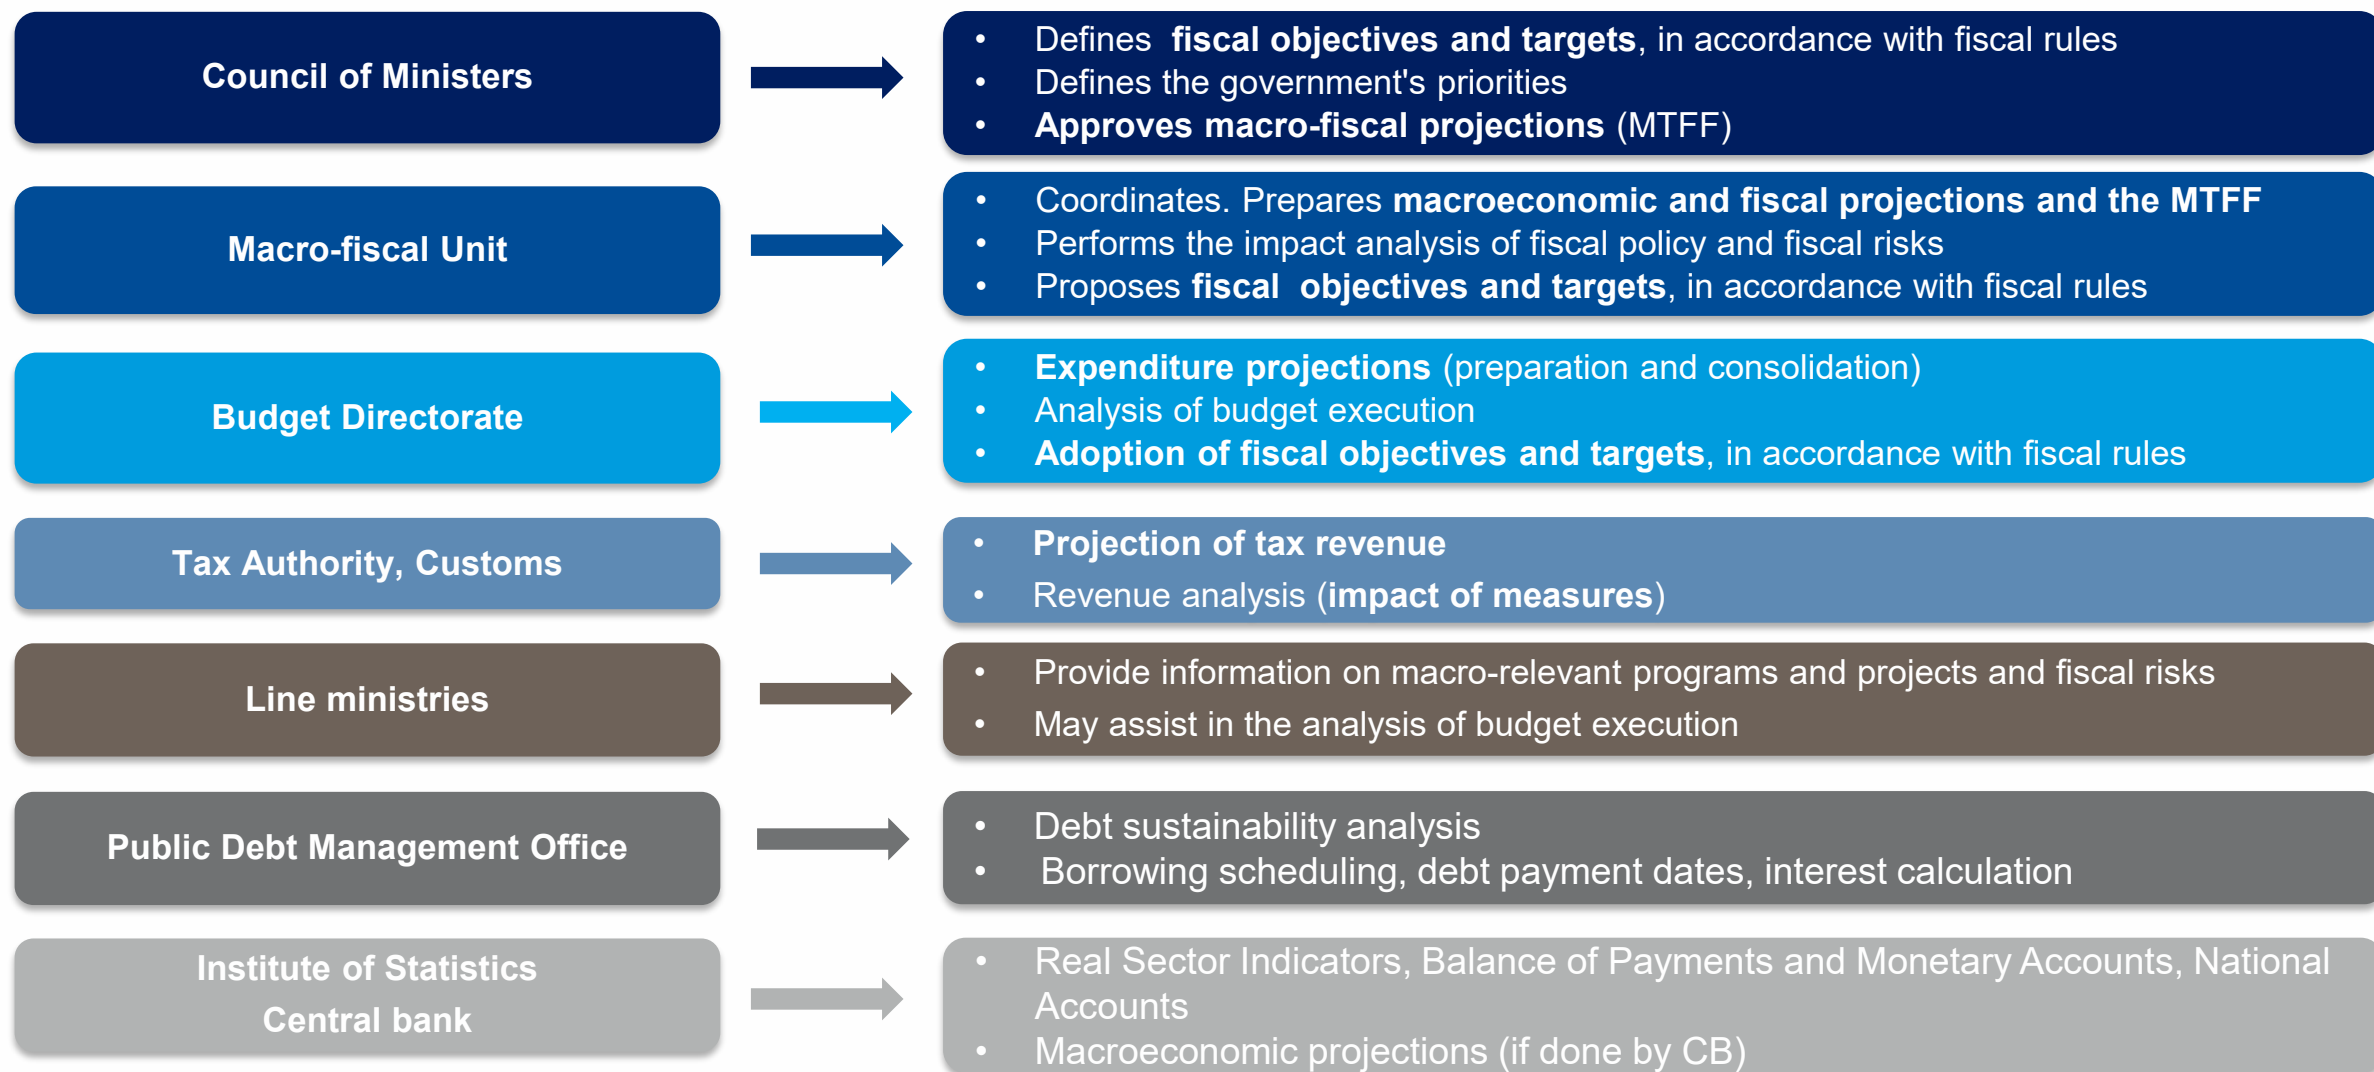 Council of Ministers
• Defines  fiscal objectives and targets, in accordance with fiscal rules
• Defines the government's priorities
• Approves macro-fiscal projections (MTFF)
Macro-fiscal Unit
• Coordinates. Prepares macroeconomic and fiscal projections and the MTFF
• Performs the impact analysis of fiscal policy and fiscal risks
• Proposes fiscal  objectives and targets, in accordance with fiscal rules
Budget Directorate
• Expenditure projections (preparation and consolidation)
• Analysis of budget execution
• Adoption of fiscal objectives and targets, in accordance with fiscal rules
Tax Authority, Customs
• Projection of tax revenue
• Revenue analysis (impact of measures)
Line ministries
• Provide information on macro-relevant programs and projects and fiscal risks
• May assist in the analysis of budget execution
Public Debt Management Office
• Debt sustainability analysis
• Borrowing scheduling, debt payment dates, interest calculation
Institute of Statistics
Central bank
• Real Sector Indicators, Balance of Payments and Monetary Accounts, National
Accounts
• Macroeconomic projections (if done by CB)